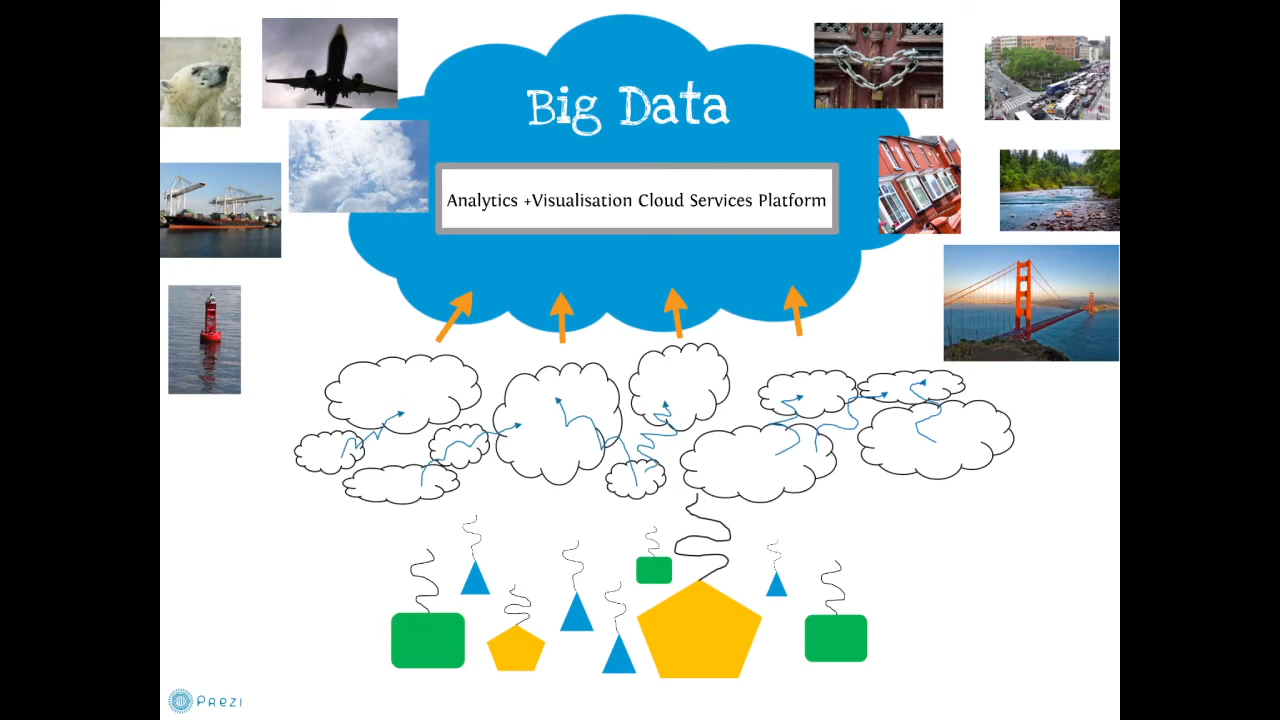 Big Data
Analytics +Visualisation Cloud Services Platform
Prezi